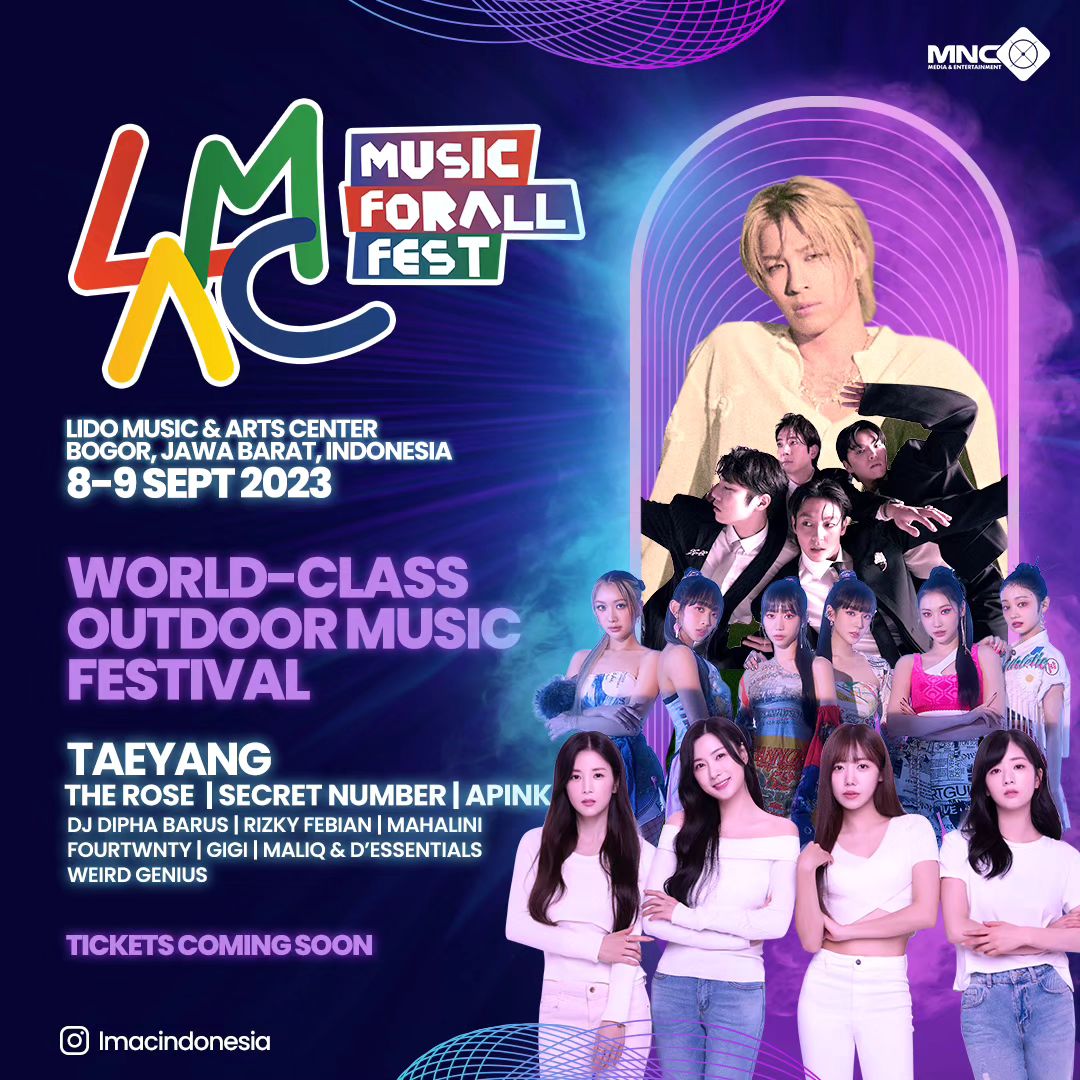 MNC
MEDIA & ENTERTAINMENT
LMAC
MUSIC
FOR ALL
FEST
LIDO MUSIC & ARTS CENTER
BOGOR, JAWA BARAT, INDONESIA
8–9 SEPT 2023
WORLD-CLASS
OUTDOOR MUSIC
FESTIVAL
TAEYANG
THE ROSE | SECRET NUMBER | APINK
DJ DIPHA BARUS | RIZKY FEBIAN | MAHALINI
FOURTWNTY | GIGI | MALIQ & D'ESSENTIALS
WEIRD GENIUS
TICKETS COMING SOON
lmacindonesia